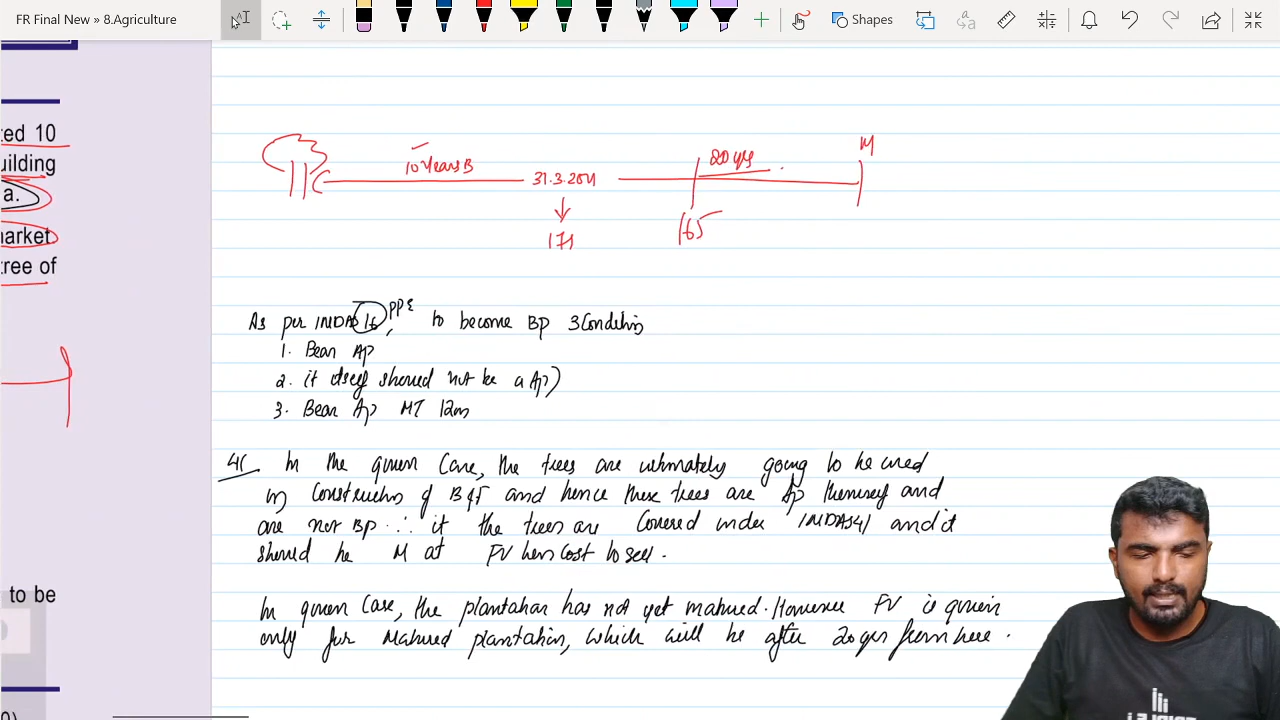 FR Final New » 8.Agriculture
Shapes
ted 10
uilding
a.
arket
tree of
to be
0)
10 years B
31.3.2011
20 yrs
M
171
165
As per INDAS 16, PPE to become BP 3 Conditions
1. Bear AP
2. it itself should not be a AP)
3. Bear AP MT 12m
41. In the given Case, the trees are ultimately going to be used
in Construction of B & F and hence these trees are AP themself and
are not BP ∴ it the trees are Covered under INDAS 41 and it
should be M at FV less Cost to sell.
In given Case, the plantation has not yet matured. However FV is given
only for Matured plantation, which will be after 20 yrs from here.